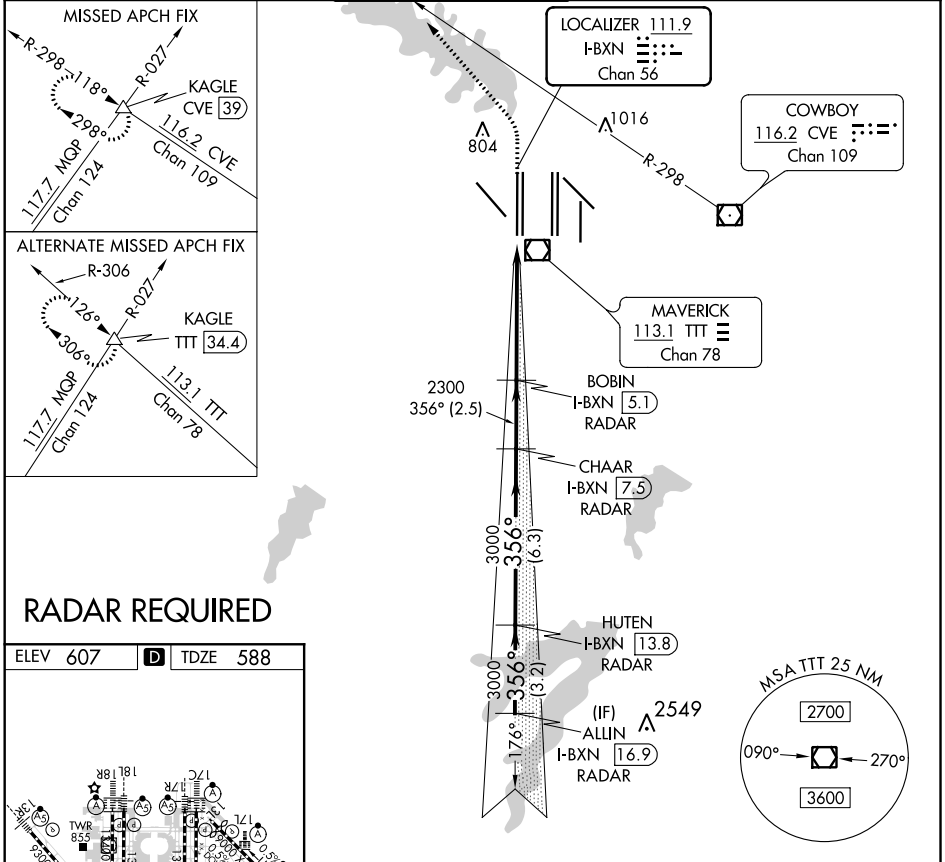 MISSED APCH FIX
R-298
118°
R-027
298°
KAGLE
CVE 39
116.2 CVE
Chan 109
117.7 MQP
Chan 124
ALTERNATE MISSED APCH FIX
R-306
126°
R-027
306°
KAGLE
TTT 34.4
113.1 TTT
Chan 78
117.7 MQP
Chan 124
LOCALIZER 111.9
I-BXN
Chan 56
804
1016
R-298
COWBOY
116.2 CVE
Chan 109
MAVERICK
113.1 TTT
Chan 78
2300
356° (2.5)
BOBIN
I-BXN 5.1
RADAR
CHAAR
I-BXN 7.5
RADAR
3000
356°
(6.3)
HUTEN
I-BXN 13.8
RADAR
3000
356°
(3.2)
176°
(IF)
ALLIN
I-BXN 16.9
RADAR
2549
MSA TTT 25 NM
2700
090°
270°
3600
RADAR REQUIRED
ELEV 607 D TDZE 588
18R
18L
17R
17C
17L
A
A5
A5
A
A
A5
P
P
P
P
P
TWR
855